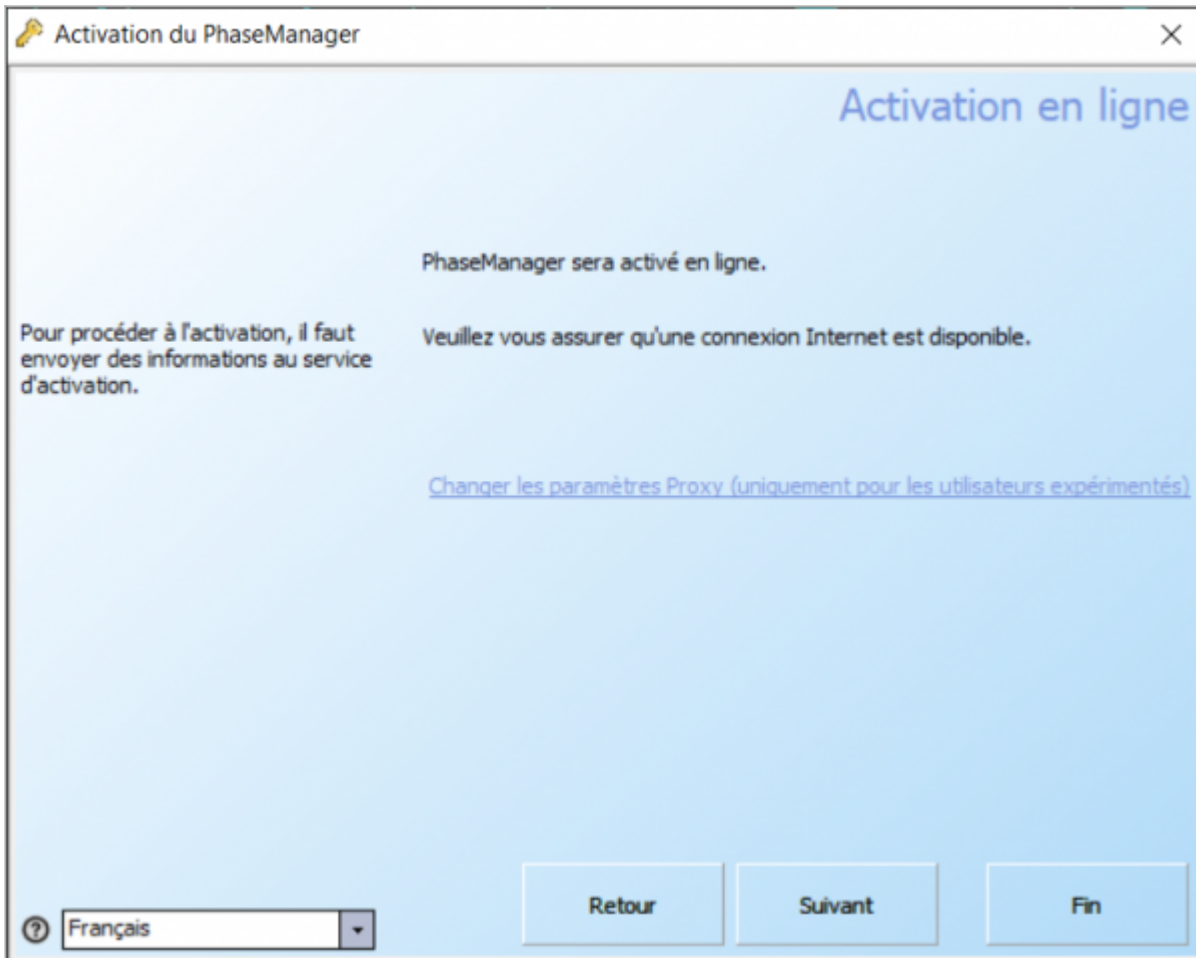 Activation du PhaseManager
Activation en ligne
PhaseManager sera activé en ligne.
Pour procéder à l'activation, il faut
envoyer des informations au service
d'activation.
Veuillez vous assurer qu'une connexion Internet est disponible.
Changer les paramètres Proxy (uniquement pour les utilisateurs expérimentés)
Retour
Suivant
Fin
Français